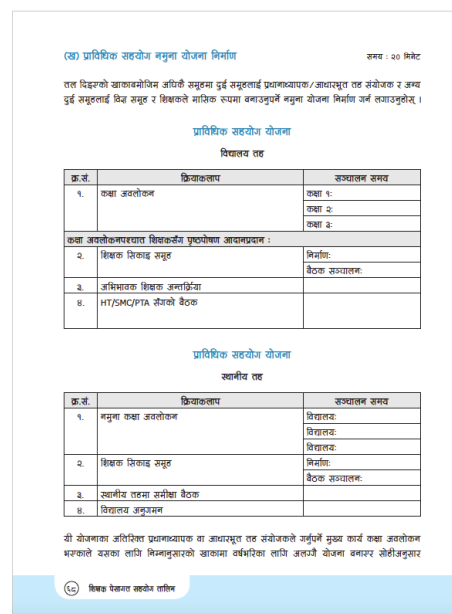 (ख) प्राविधिक सहयोग नमुना योजना निर्माण
समय : २० मिनेट
तल दिइएको खाकाबमोजिम अघिकै समूहमा दुई समूहलाई प्रधानाध्यापक/आधारभूत तह संयोजक र अन्य
दुई समूहलाई विज्ञ समूह र शिक्षकले मासिक रूपमा बनाउनुपर्ने नमुना योजना निर्माण गर्न लगाउनुहोस् ।
प्राविधिक सहयोग योजना
विद्यालय तह
क्र.सं. क्रियाकलाप सञ्चालन समय
१. कक्षा अवलोकन कक्षा १ः
कक्षा २ः
कक्षा ३ः
कक्षा अवलोकनपश्चात शिक्षकसँग पृष्ठपोषण आदानप्रदान :
२. शिक्षक सिकाइ समूह निर्माणः
बैठक सञ्चालनः
३. अभिभावक शिक्षक अन्तर्क्रिया
४. HT/SMC/PTA सँगको बैठक
प्राविधिक सहयोग योजना
स्थानीय तह
क्र.सं. क्रियाकलाप सञ्चालन समय
१. नमुना कक्षा अवलोकन विद्यालयः
विद्यालयः
विद्यालयः
२. शिक्षक सिकाइ समूह निर्माणः
बैठक सञ्चालनः
३. स्थानीय तहमा समीक्षा बैठक
४. विद्यालय अनुगमन
यी योजनाका अतिरिक्त प्रधानाध्यापक वा आधारभूत तह संयोजकले गर्नुपर्ने मुख्य कार्य कक्षा अवलोकन
भएकाले यसका लागि निम्नानुसारको खाकामा वर्षभरिका लागि अलग्गै योजना बनाएर सोहीअनुसार
६८ शिक्षक पेसागत सहयोग तालिम